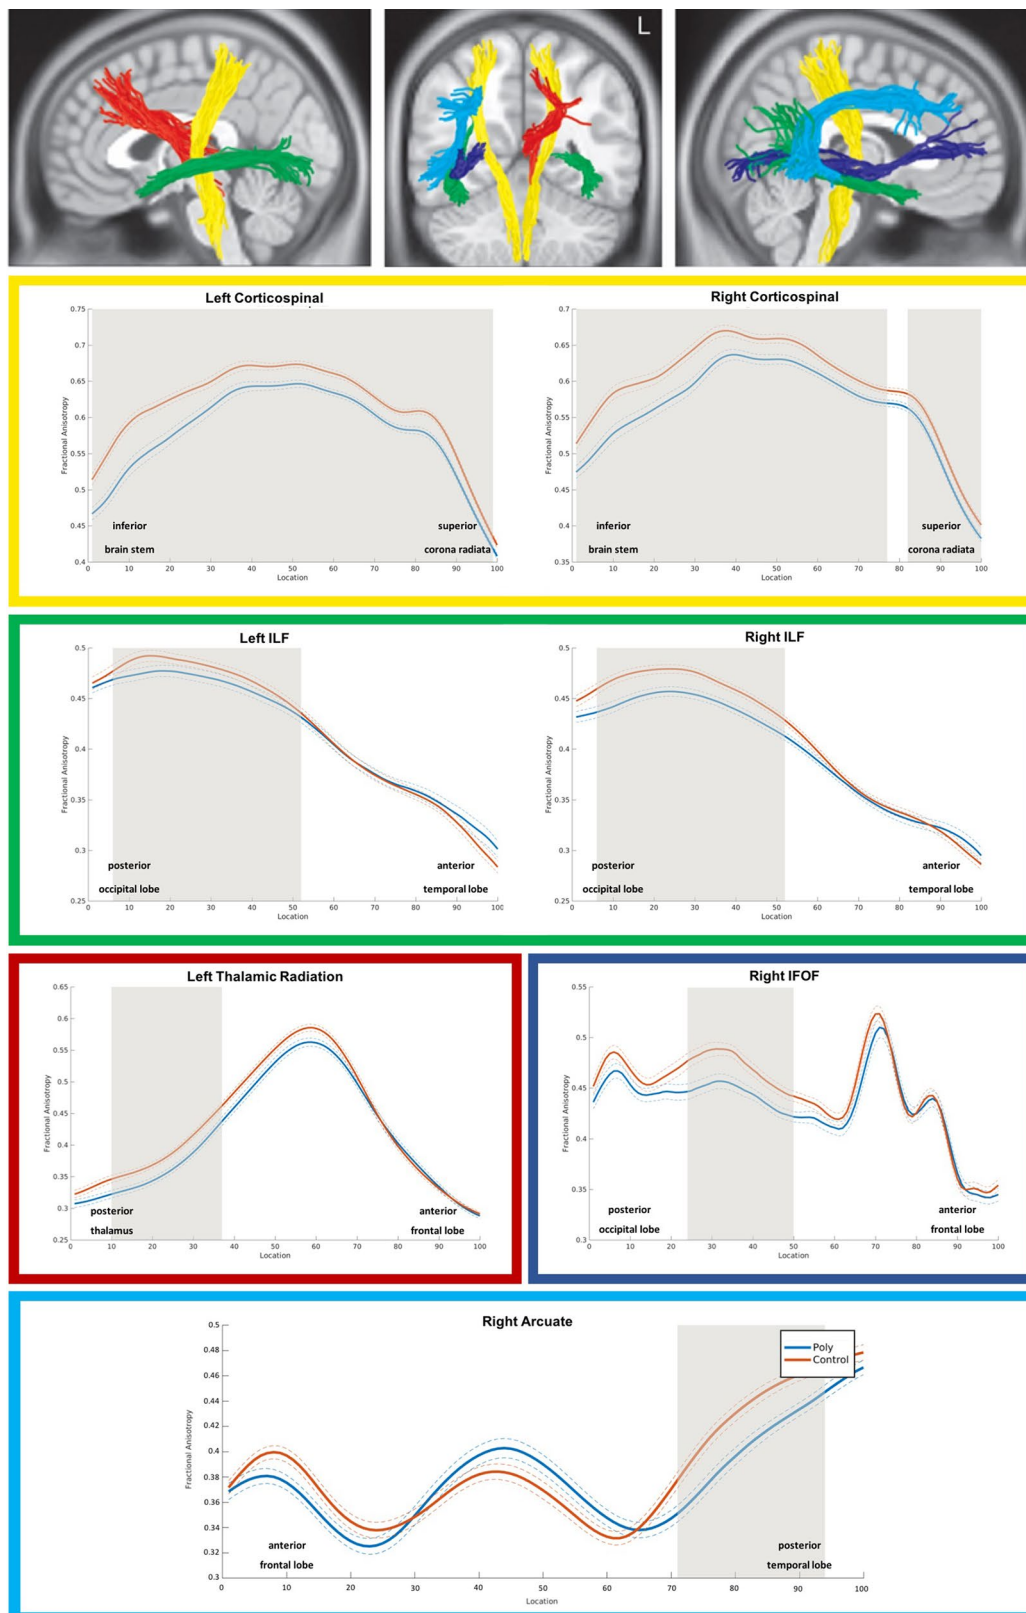 L
Left Corticospinal
Right Corticospinal
0.75
0.7
0.65
0.6
0.55
0.5
0.45
0.4
Fractional Anisotropy
inferior
brain stem
superior
corona radiata
0 10 20 30 40 50 60 70 80 90 100
Location
0.7
0.65
0.6
0.55
0.5
0.45
0.4
0.35
Fractional Anisotropy
inferior
brain stem
superior
corona radiata
0 10 20 30 40 50 60 70 80 90 100
Location
Left ILF
Right ILF
0.5
0.45
0.4
0.35
0.3
0.25
Fractional Anisotropy
posterior
occipital lobe
anterior
temporal lobe
0 10 20 30 40 50 60 70 80 90 100
Location
0.5
0.45
0.4
0.35
0.3
0.25
Fractional Anisotropy
posterior
occipital lobe
anterior
temporal lobe
0 10 20 30 40 50 60 70 80 90 100
Location
Left Thalamic Radiation
0.65
0.6
0.55
0.5
0.45
0.4
0.35
0.3
0.25
Fractional Anisotropy
posterior
thalamus
anterior
frontal lobe
0 10 20 30 40 50 60 70 80 90 100
Location
Right IFOF
0.55
0.5
0.45
0.4
0.35
0.3
Fractional Anisotropy
posterior
occipital lobe
anterior
frontal lobe
0 10 20 30 40 50 60 70 80 90 100
Location
Right Arcuate
0.5
0.48
0.46
0.44
0.42
0.4
0.38
0.36
0.34
0.32
0.3
Fractional Anisotropy
Poly
Control
anterior
frontal lobe
posterior
temporal lobe
0 10 20 30 40 50 60 70 80 90 100
Location